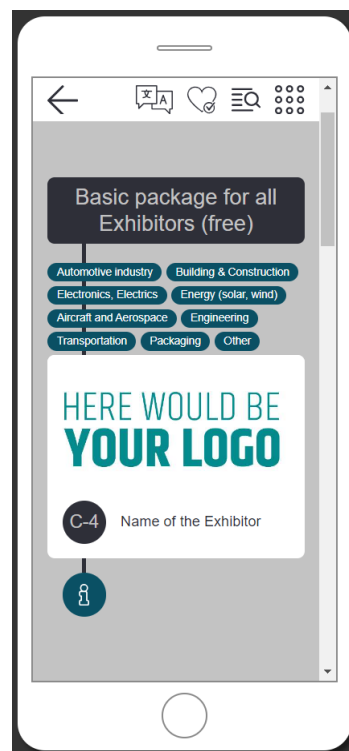 文 A
Basic package for all
Exhibitors (free)
Automotive industry Building & Construction
Electronics, Electrics Energy (solar, wind)
Aircraft and Aerospace Engineering
Transportation Packaging Other
HERE WOULD BE
YOUR LOGO
C-4 Name of the Exhibitor
i